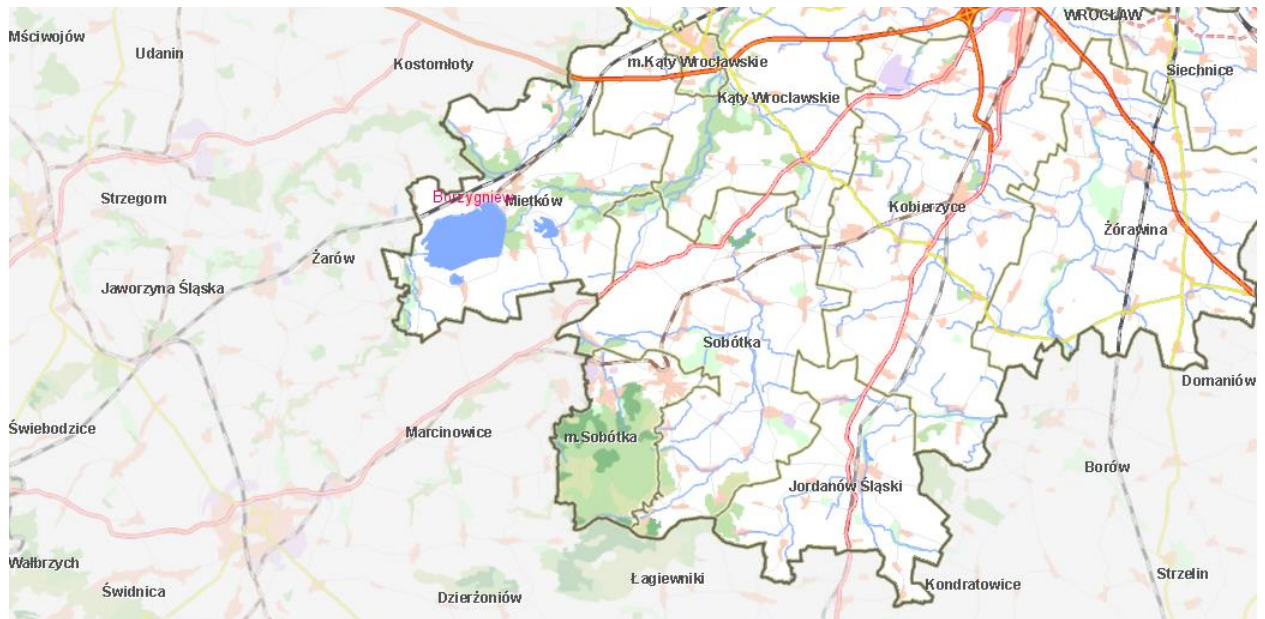 WROCŁAW
Mściwojów
Udanin
Kostomłoty
m.Kąty Wrocławskie
Siechnice
Kąty Wroclawskie
Strzegom
Borzygniew
Mietków
Kobierzyce
Żórawina
Żarów
Jaworzyna Śląska
Sobótka
Domaniów
Świebodzice
Marcinowice
m.Sobótka
Borów
Jordanów Śląski
Wałbrzych
Świdnica
Dzierżoniów
Łagiewniki
Kondratowice
Strzelin